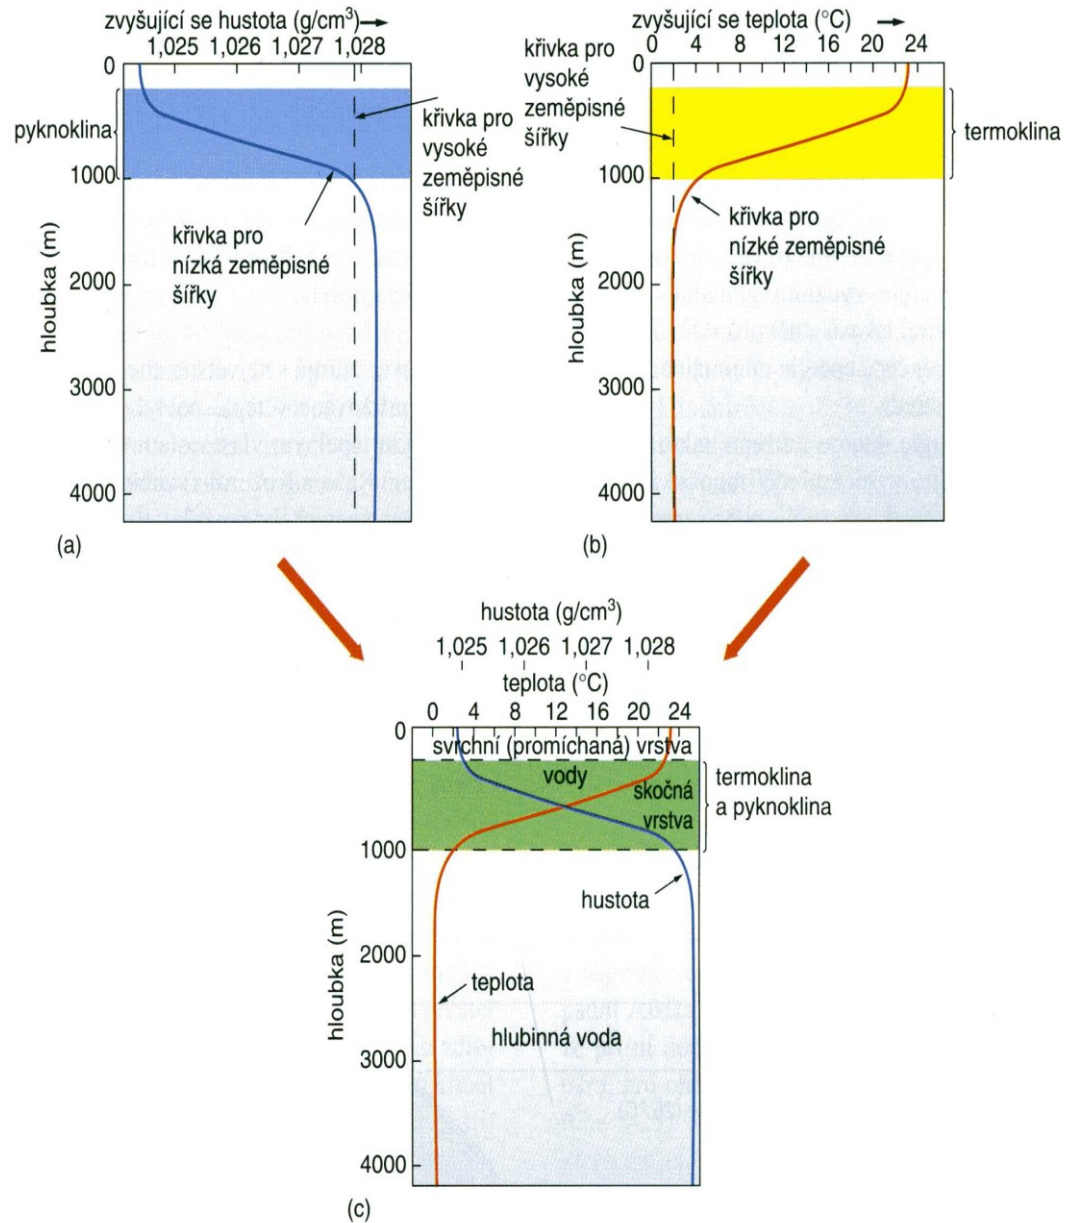 zvyšující se hustota (g/cm³)
1,025 1,026 1,027 1,028
0
1000
2000
3000
4000
hloubka (m)
pyknoklina
křivka pro
vysoké
zeměpisné
šířky
křivka pro
nízká zeměpisné
šířky
(a)
zvyšující se teplota (°C)
0 4 8 12 16 20 24
0
1000
2000
3000
4000
hloubka (m)
křivka pro
vysoké
zeměpisné
šířky
termoklina
křivka pro
nízké zeměpisné
šířky
(b)
hustota (g/cm³)
1,025 1,026 1,027 1,028
teplota (°C)
0 4 8 12 16 20 24
0
1000
2000
3000
4000
hloubka (m)
svrchní (promíchaná) vrstva
vody
skočná
vrstva
termoklina
a pyknoklina
hustota
teplota
hlubinná voda
(c)